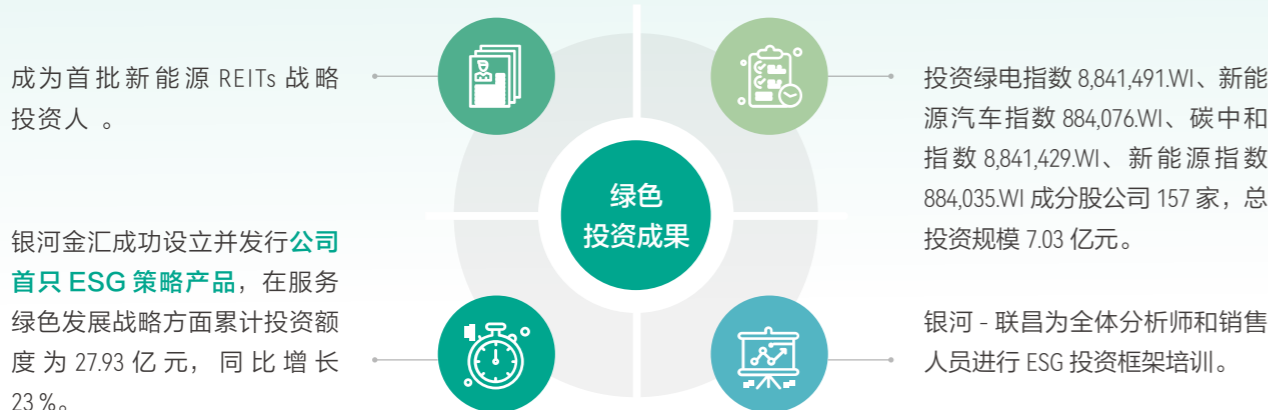 成为首批新能源 REITs 战略
投资人 。
银河金汇成功设立并发行公司
首只 ESG 策略产品，在服务
绿色发展战略方面累计投资额
度为 27.93 亿元，同比增长
23 %。
绿色
投资成果
投资绿电指数 8,841,491.WI、新能
源汽车指数 884,076.WI、碳中和
指数 8,841,429.WI、新能源指数
884,035.WI 成分股公司 157 家，总
投资规模 7.03 亿元。
银河 - 联昌为全体分析师和销售
人员进行 ESG 投资框架培训。